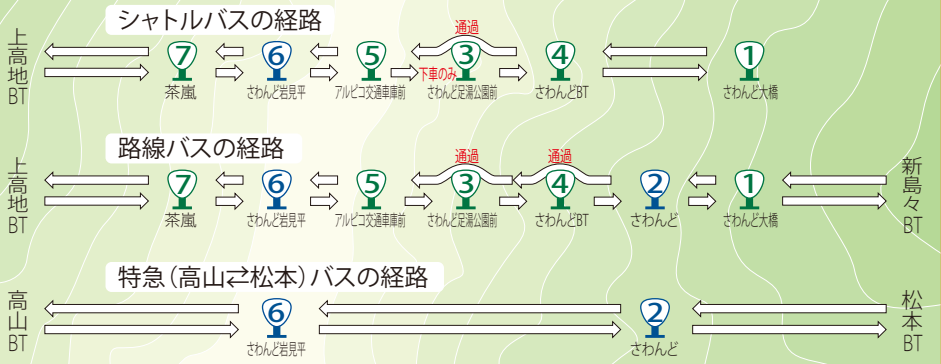 シャトルバスの経路
上高地BT
通過
7
6
5
3
4
1
下車のみ
茶嵐
さわんど岩見平
アルピコ交通車庫前
さわんど足湯公園前
さわんどBT
さわんど大橋
路線バスの経路
上高地BT
通過
通過
新島々BT
7
6
5
3
4
2
1
茶嵐
さわんど岩見平
アルピコ交通車庫前
さわんど足湯公園前
さわんどBT
さわんど
さわんど大橋
特急(高山⇄松本)バスの経路
高山BT
6
2
松本BT
さわんど岩見平
さわんど